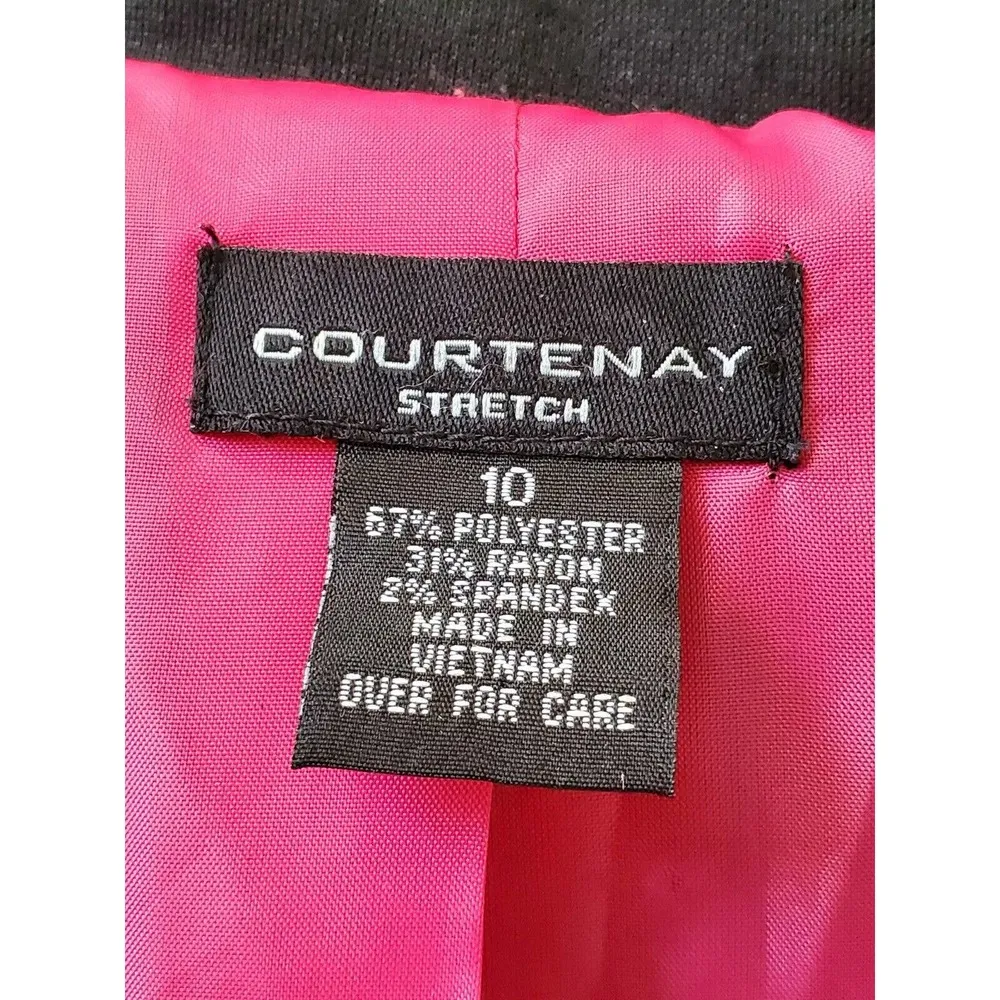 COURTENAY
STRETCH
10
67% POLYESTER
31% RAYON
2% SPANDEX
MADE IN
VIETNAM
OVER FOR CARE